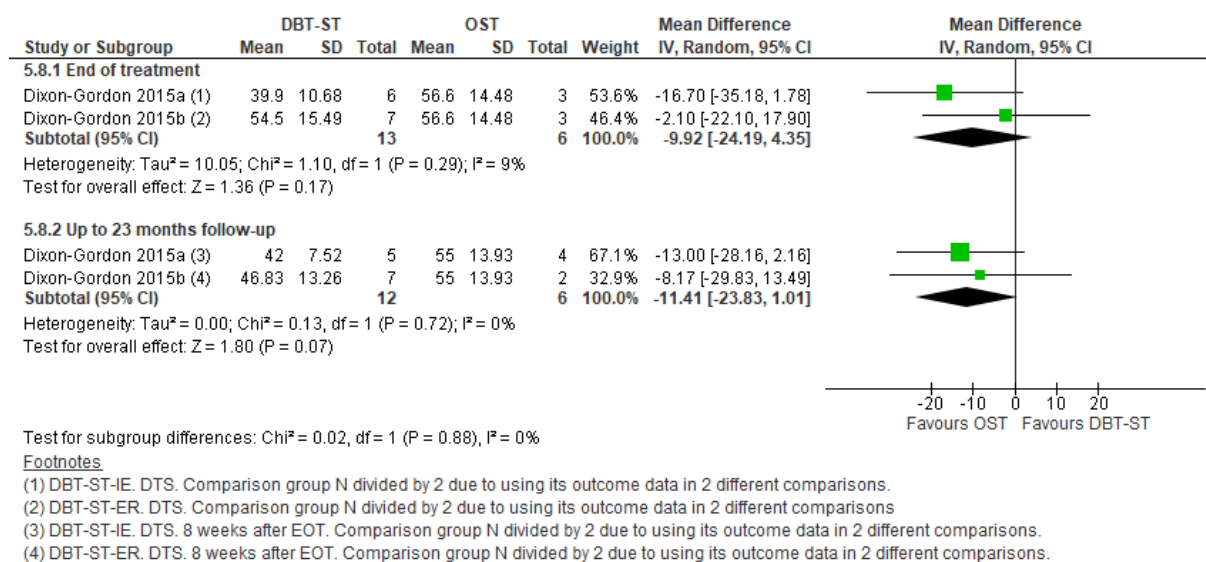 DBT-ST OST Mean Difference Mean Difference
Study or Subgroup Mean SD Total Mean SD Total Weight IV, Random, 95% CI IV, Random, 95% CI
5.8.1 End of treatment
Dixon-Gordon 2015a (1) 39.9 10.68 6 56.6 14.48 3 53.6% -16.70 [-35.18, 1.78]
Dixon-Gordon 2015b (2) 54.5 15.49 7 56.6 14.48 3 46.4% -2.10 [-22.10, 17.90]
Subtotal (95% CI) 13 6 100.0% -9.92 [-24.19, 4.35]
Heterogeneity: Tau² = 10.05; Chi² = 1.10, df = 1 (P = 0.29); I² = 9%
Test for overall effect: Z = 1.36 (P = 0.17)
5.8.2 Up to 23 months follow-up
Dixon-Gordon 2015a (3) 42 7.52 5 55 13.93 4 67.1% -13.00 [-28.16, 2.16]
Dixon-Gordon 2015b (4) 46.83 13.26 7 55 13.93 2 32.9% -8.17 [-29.83, 13.49]
Subtotal (95% CI) 12 6 100.0% -11.41 [-23.83, 1.01]
Heterogeneity: Tau² = 0.00; Chi² = 0.13, df = 1 (P = 0.72); I² = 0%
Test for overall effect: Z = 1.80 (P = 0.07)
-20 -10 0 10 20
Favours OST Favours DBT-ST
Test for subgroup differences: Chi² = 0.02, df = 1 (P = 0.88), I² = 0%
Footnotes
(1) DBT-ST-IE. DTS. Comparison group N divided by 2 due to using its outcome data in 2 different comparisons.
(2) DBT-ST-ER. DTS. Comparison group N divided by 2 due to using its outcome data in 2 different comparisons
(3) DBT-ST-IE. DTS. 8 weeks after EOT. Comparison group N divided by 2 due to using its outcome data in 2 different comparisons.
(4) DBT-ST-ER. DTS. 8 weeks after EOT. Comparison group N divided by 2 due to using its outcome data in 2 different comparisons.